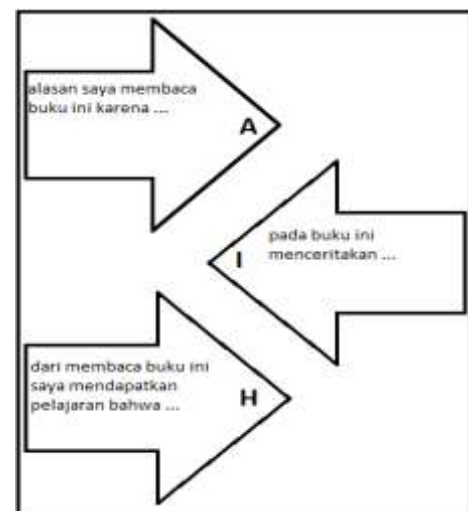 alasan saya membaca
buku ini karena ...
A
pada buku ini
menceritakan ...
I
dari membaca buku ini
saya mendapatkan
pelajaran bahwa ...
H